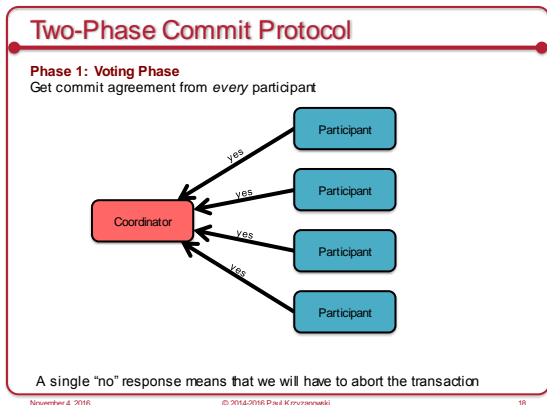 Two-Phase Commit Protocol
Phase 1: Voting Phase
Get commit agreement from every participant
Participant
yes
Participant
yes
Coordinator
yes
Participant
yes
Participant
A single “no” response means that we will have to abort the transaction
November 4, 2016 © 2014-2016 Paul Krzyzanowski 18